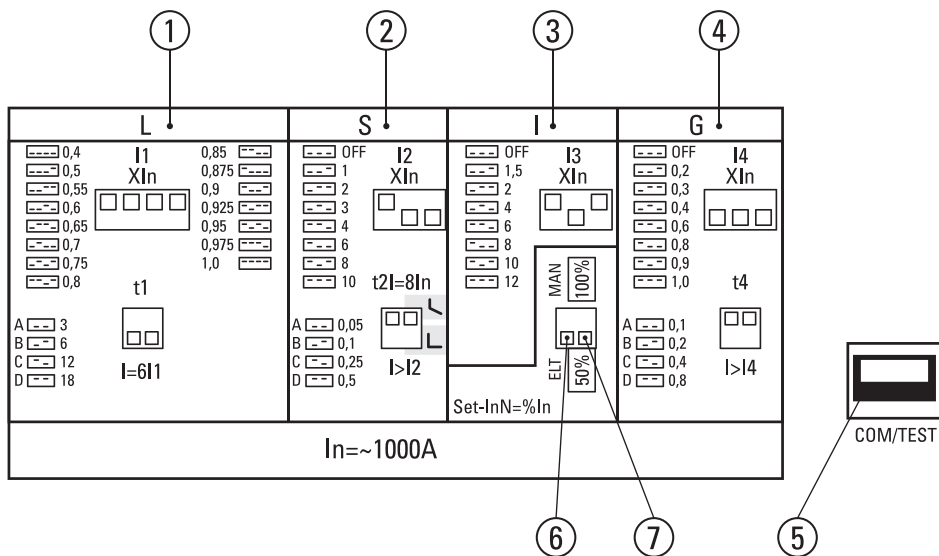 1
2
3
4
L
S
I
G
0,4
0,5
0,55
0,6
0,65
0,7
0,75
0,8
I1
XIn
0,85
0,875
0,9
0,925
0,95
0,975
1,0
t1
A 3
B 6
C 12
D 18
I=6I1
OFF
1
2
3
4
6
8
10
I2
XIn
t2I=8In
A 0,05
B 0,1
C 0,25
D 0,5
I>I2
OFF
1,5
2
4
6
8
10
12
I3
XIn
MAN
100%
ELT
50%
Set-InN=%In
OFF
0,2
0,3
0,4
0,6
0,8
0,9
1,0
I4
XIn
t4
A 0,1
B 0,2
C 0,4
D 0,8
I>I4
In=~1000A
COM/TEST
6
7
5